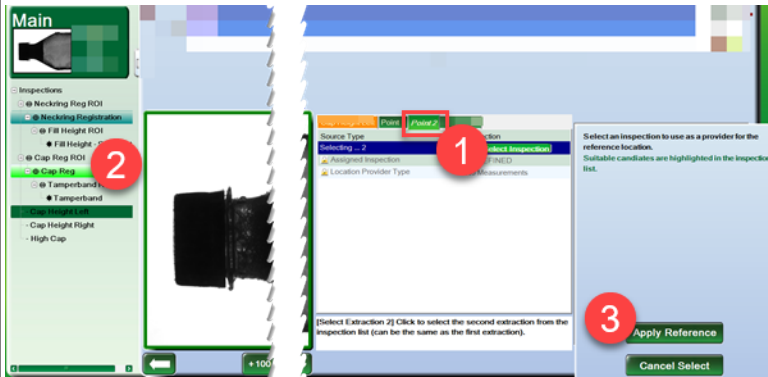 Main
Inspections
Neckring Reg ROI
Neckring Registration
Fill Height ROI
Fill Height -
Cap Reg ROI
Cap Reg
Tamperband
Tamperband
Cap Height Left
Cap Height Right
High Cap
2
+100
Point
Point 2
Source Type
Selecting ... 2
Select Inspection
Assigned Inspection
Location Provider Type
Measurements
1
[Select Extraction 2] Click to select the second extraction from the
inspection list (can be the same as the first extraction).
Select an inspection to use as a provider for the
reference location.
Suitable candiates are highlighted in the inspection
list.
3
Apply Reference
Cancel Select